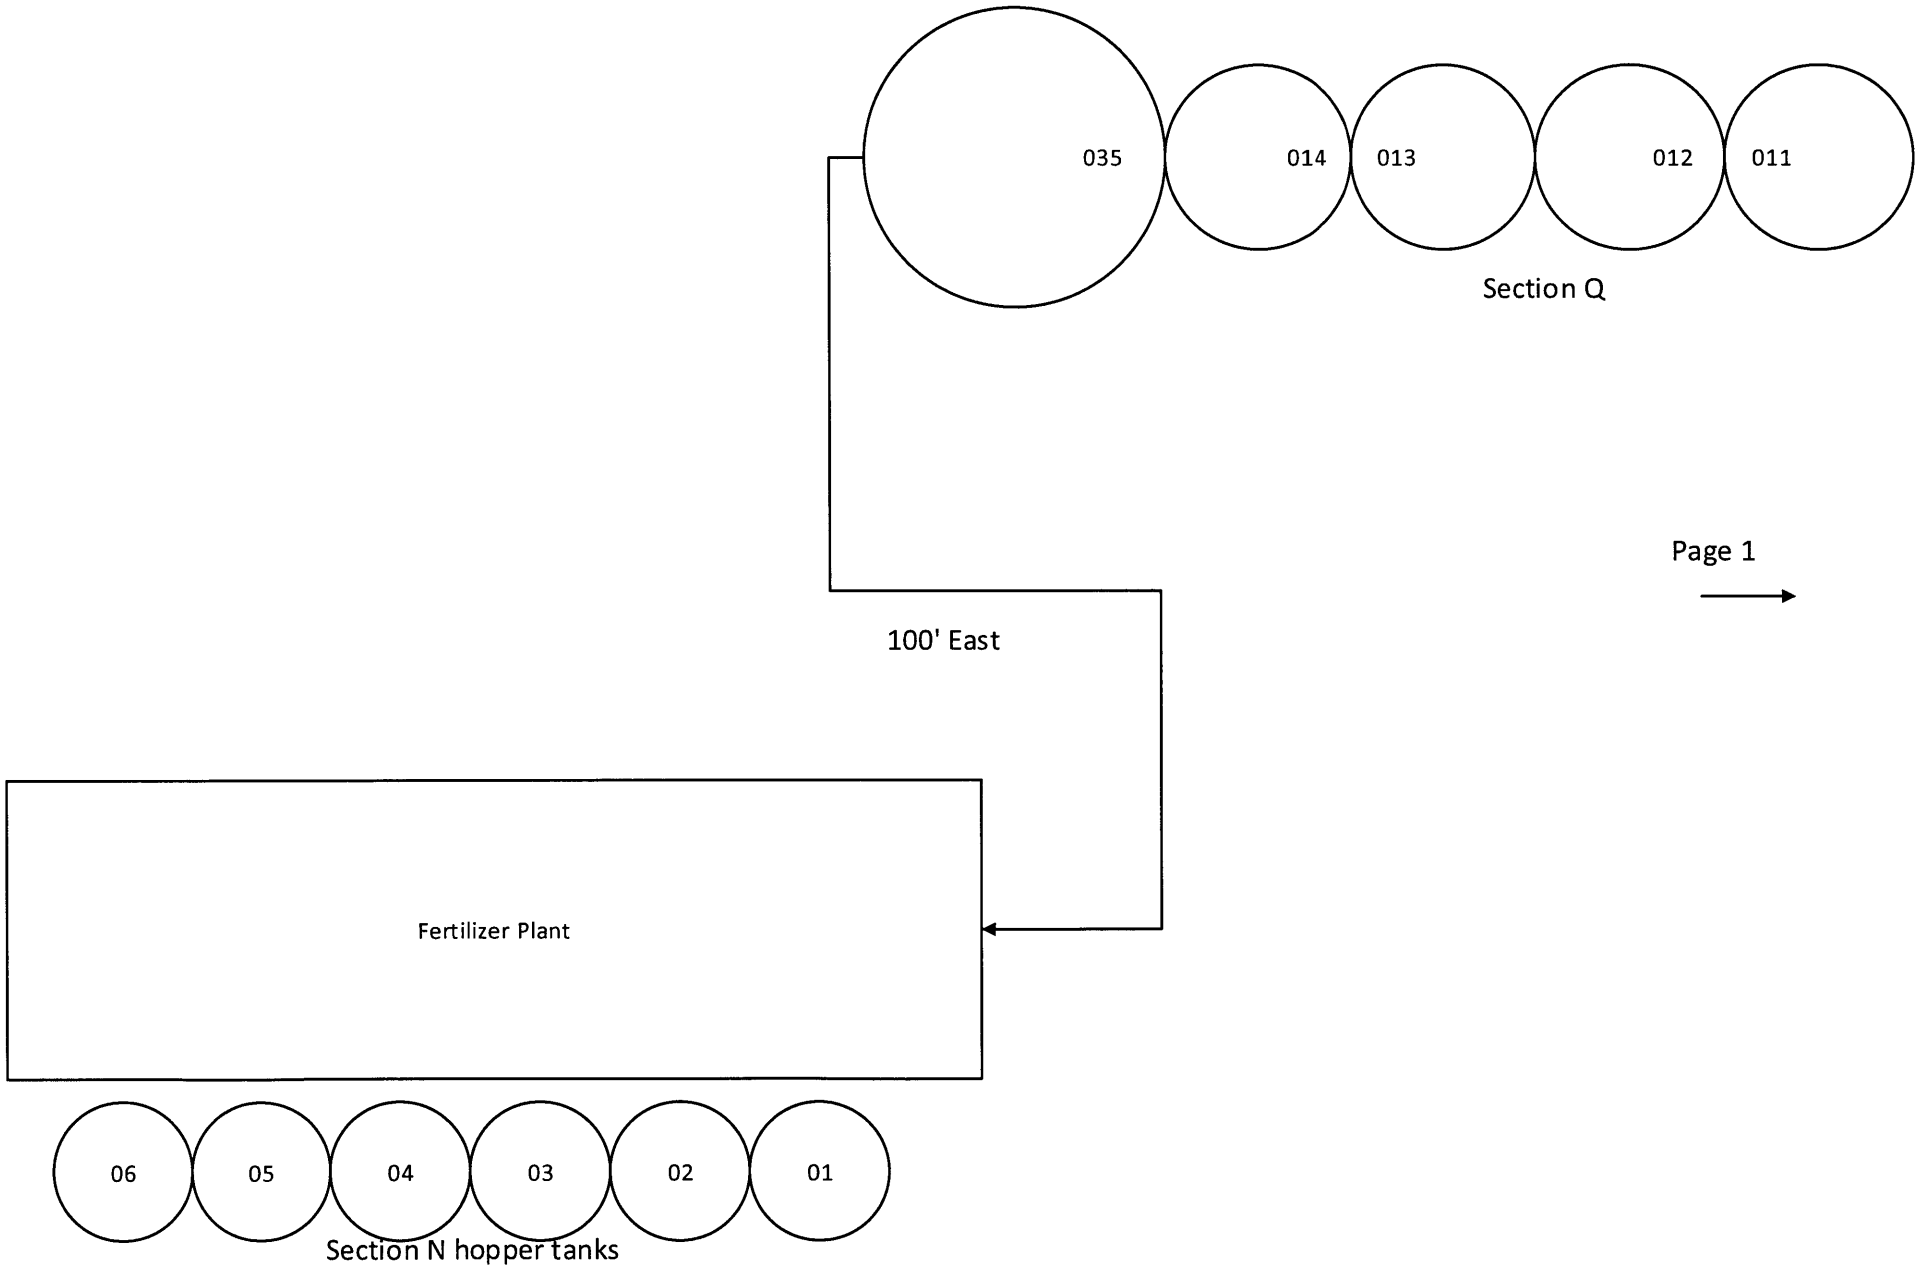 035 014 013 012 011
Section Q
Page 1
100' East
Fertilizer Plant
06 05 04 03 02 01
Section N hopper tanks